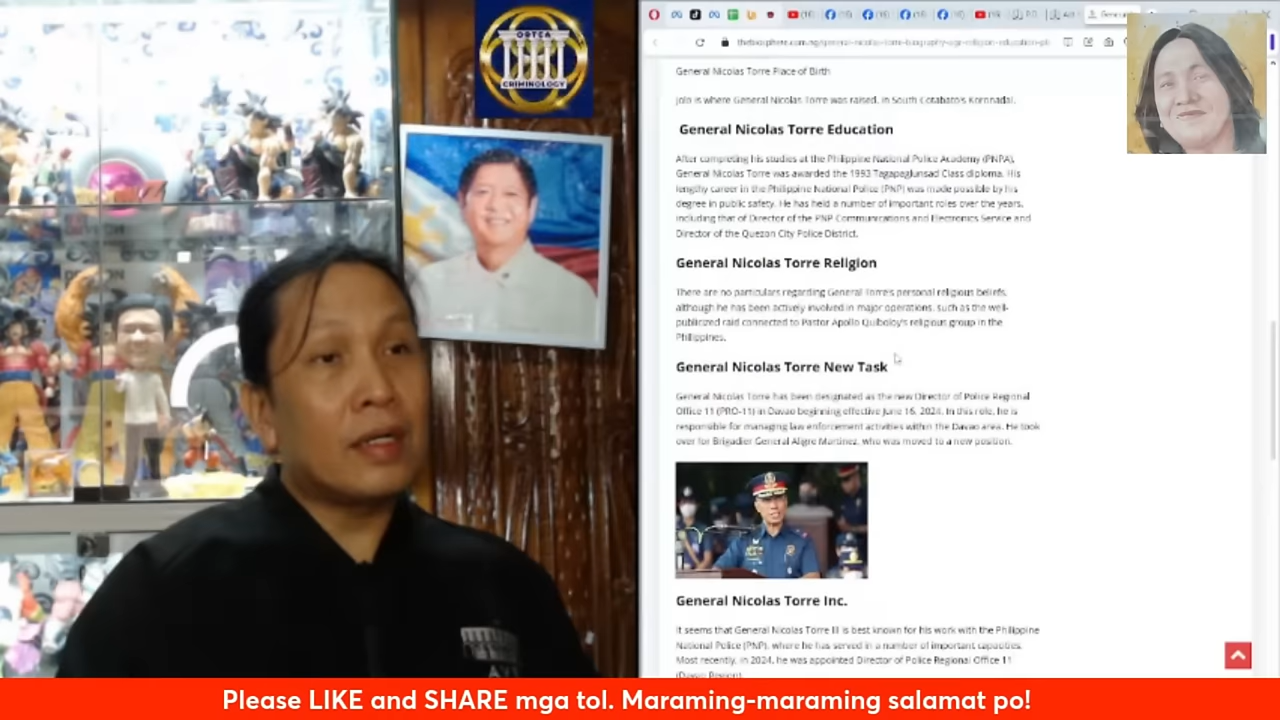 ORTCA
CRIMINOLOGY
General Nicolas Torre Place of Birth
Jolo is where General Nicolas Torre was raised, in South Cotabato's Koronadal.
General Nicolas Torre Education
After completing his studies at the Philippine National Police Academy (PNPA),
General Nicolas Torre was awarded the 1993 Tagapaglunsad Class diploma. His
lengthy career in the Philippine National Police (PNP) was made possible by his
degree in public safety. He has held a number of important roles over the years,
including that of Director of the PNP Communications and Electronics Service and
Director of the Quezon City Police District.
General Nicolas Torre Religion
There are no particulars regarding General Torre's personal religious beliefs,
although he has been actively involved in major operations, such as the well-
publicized raid connected to Pastor Apollo Quiboloy's religious group in the
Philippines.
General Nicolas Torre New Task
General Nicolas Torre has been designated as the new Director of Police Regional
Office 11 (PRO-11) in Davao beginning effective June 16, 2024. In this role, he is
responsible for managing law enforcement activities within the Davao area. He took
over for Brigadier General Aligre Martinez, who was moved to a new position.
General Nicolas Torre Inc.
It seems that General Nicolas Torre III is best known for his work with the Philippine
National Police (PNP), where he has served in a number of important capacities.
Most recently, in 2024, he was appointed Director of Police Regional Office 11
(Davao Region).
Please LIKE and SHARE mga tol. Maraming-maraming salamat po!